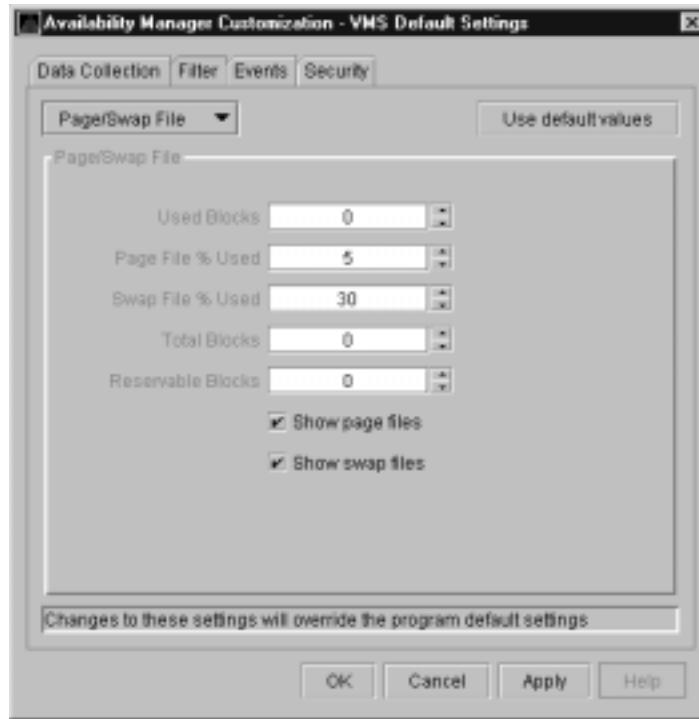 Availability Manager Customization - VMS Default Settings
Data Collection Filter Events Security
Page/Swap File Use default values
Page/Swap File
Used Blocks 0
Page File % Used 5
Swap File % Used 30
Total Blocks 0
Reservable Blocks 0
Show page files
Show swap files
Changes to these settings will override the program default settings
OK Cancel Apply Help